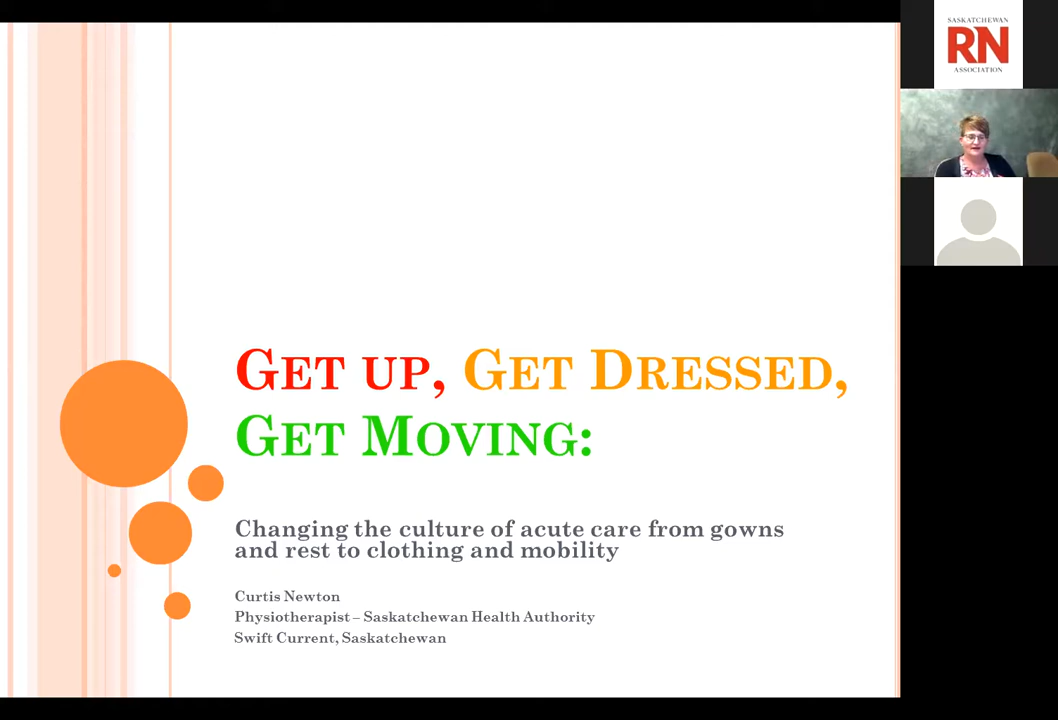 Get up, Get Dressed,
Get Moving:
Changing the culture of acute care from gowns
and rest to clothing and mobility
Curtis Newton
Physiotherapist – Saskatchewan Health Authority
Swift Current, Saskatchewan
SASKATCHEWAN
RN
ASSOCIATION